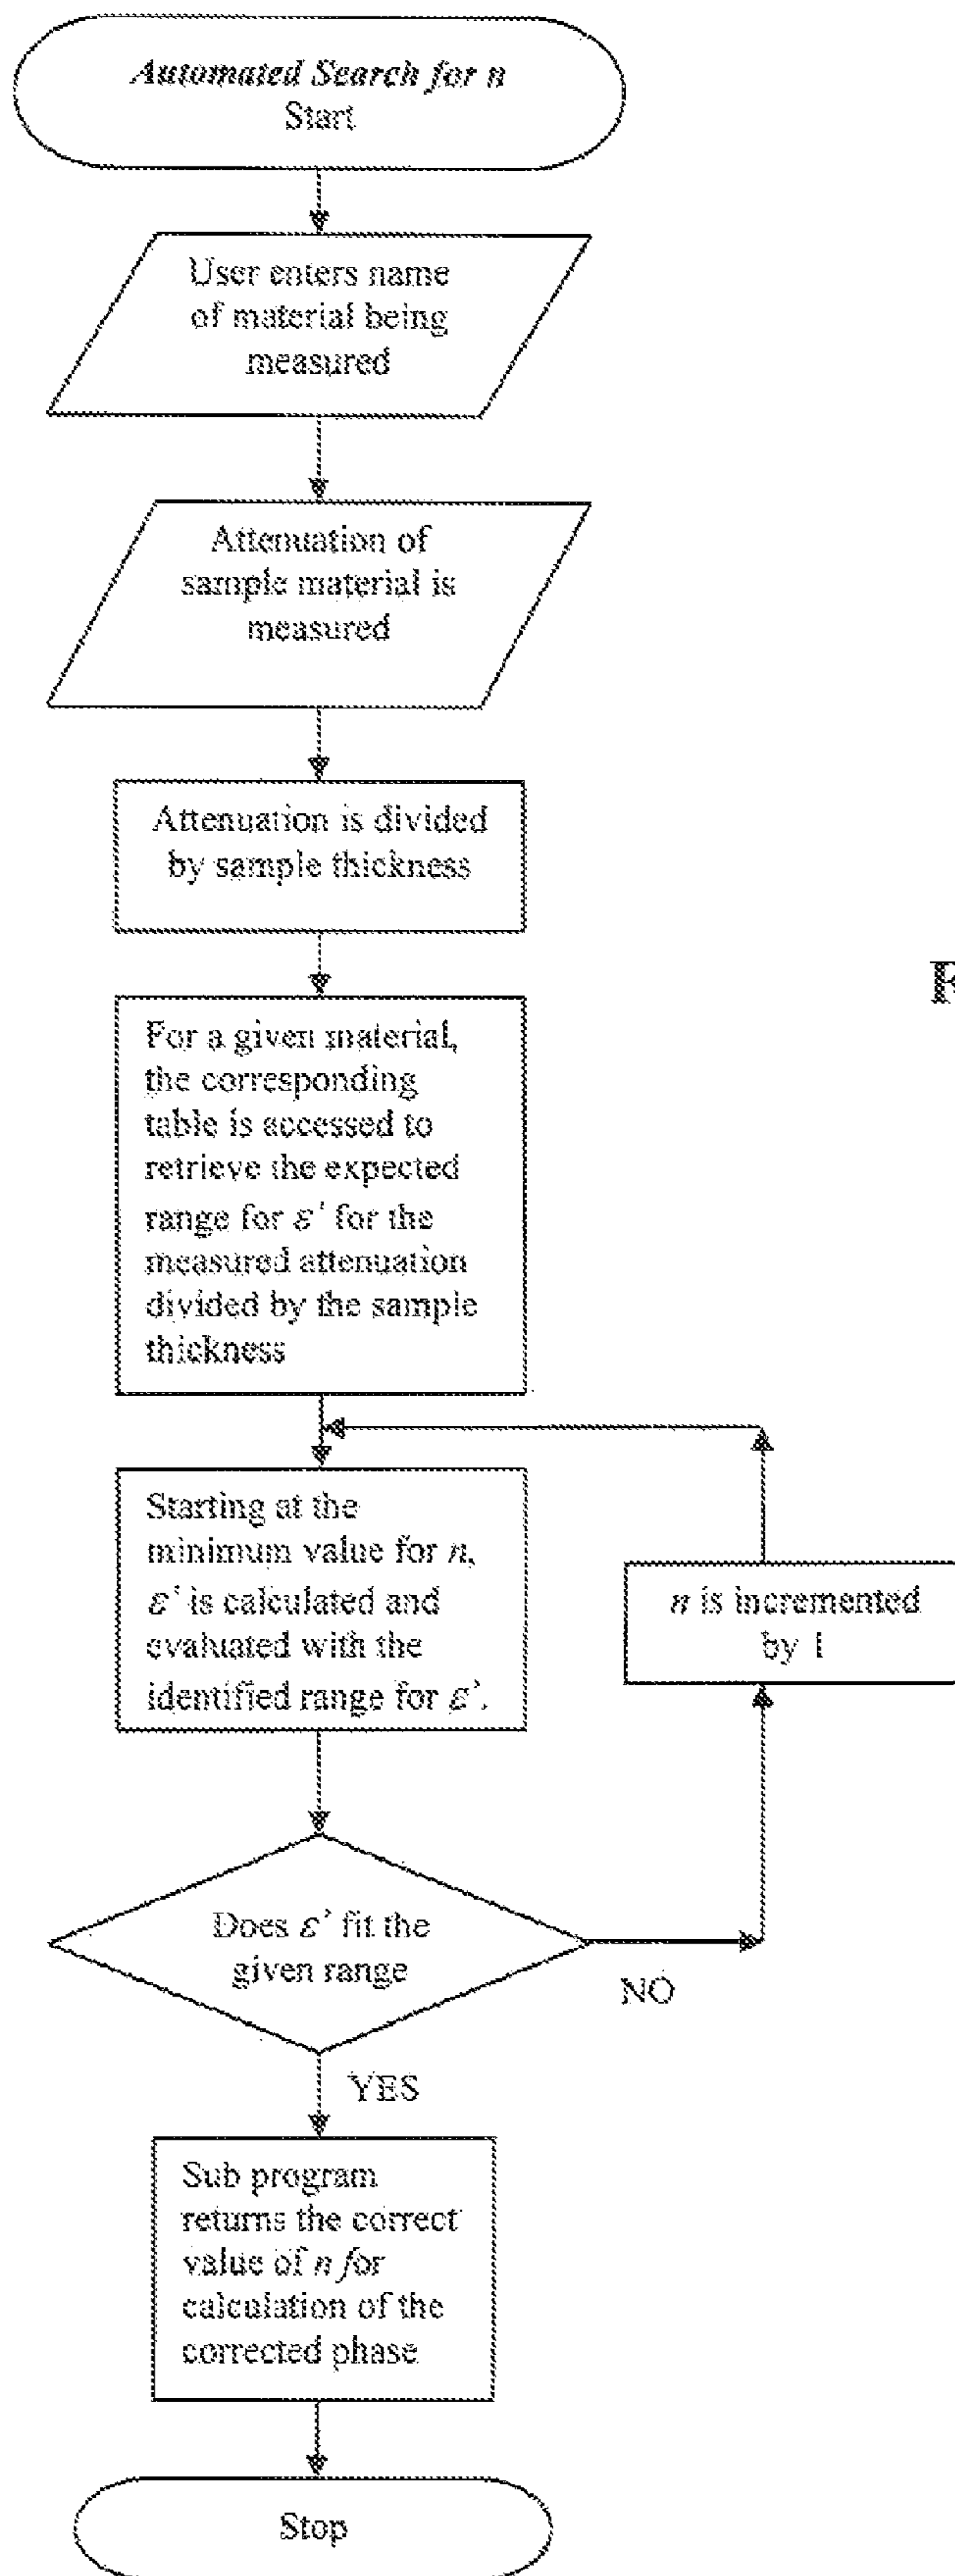 Automated Search for n
Start
User enters name
of material being
measured
Attenuation of
sample material is
measured
Attenuation is divided
by sample thickness
For a given material,
the corresponding
table is accessed to
retrieve the expected
range for ε' for the
measured attenuation
divided by the sample
thickness
Starting at the
minimum value for n,
ε' is calculated and
evaluated with the
identified range for ε'.
n is incremented
by 1
Does ε' fit the
given range
NO
YES
Sub program
returns the correct
value of n for
calculation of the
corrected phase
Stop